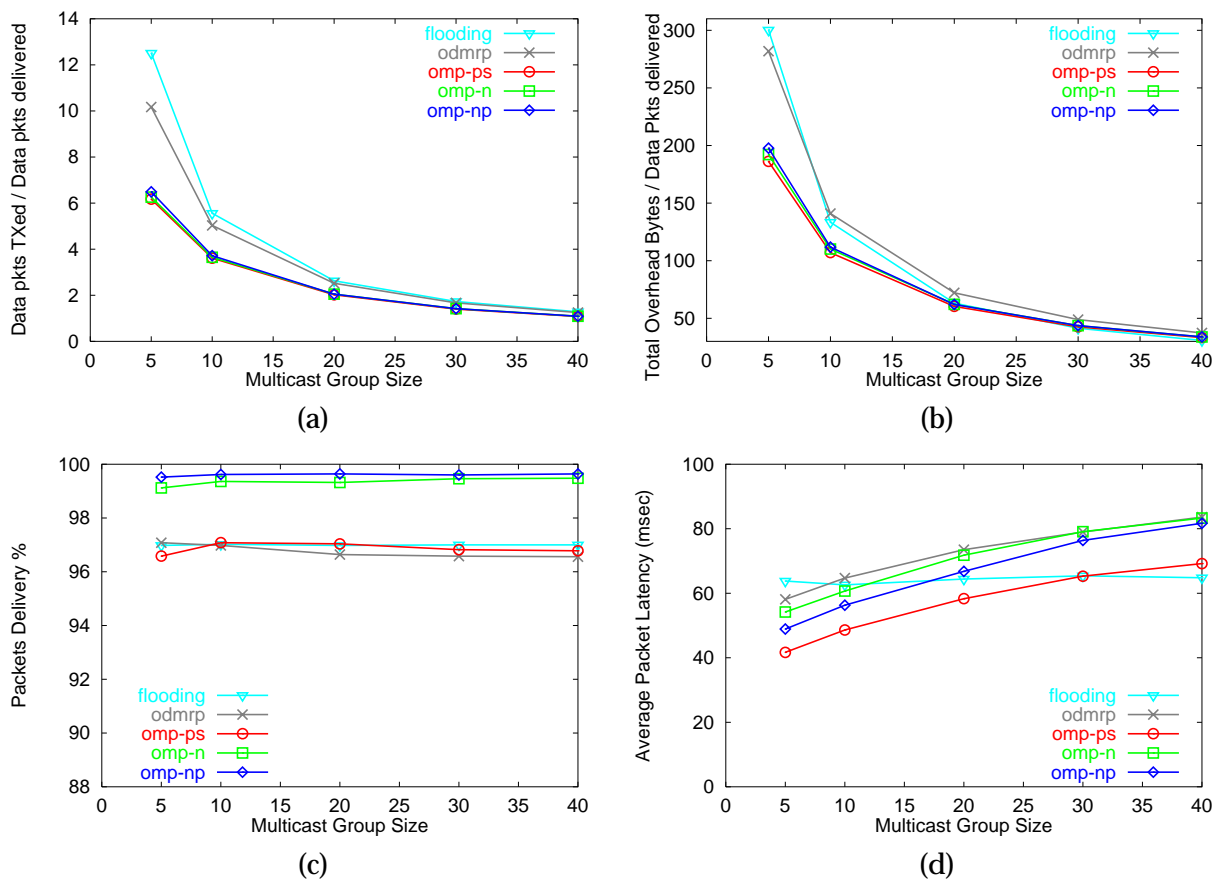 14
12
10
8
6
4
2
0
0 5 10 15 20 25 30 35 40
Data pkts TXed / Data pkts delivered
Multicast Group Size
flooding
odmrp
omp-ps
omp-n
omp-np
(a)
300
250
200
150
100
50
0 5 10 15 20 25 30 35 40
Total Overhead Bytes / Data Pkts delivered
Multicast Group Size
flooding
odmrp
omp-ps
omp-n
omp-np
(b)
100
98
96
94
92
90
88
0 5 10 15 20 25 30 35 40
Packets Delivery %
Multicast Group Size
flooding
odmrp
omp-ps
omp-n
omp-np
(c)
100
80
60
40
20
0
0 5 10 15 20 25 30 35 40
Average Packet Latency (msec)
Multicast Group Size
flooding
odmrp
omp-ps
omp-n
omp-np
(d)